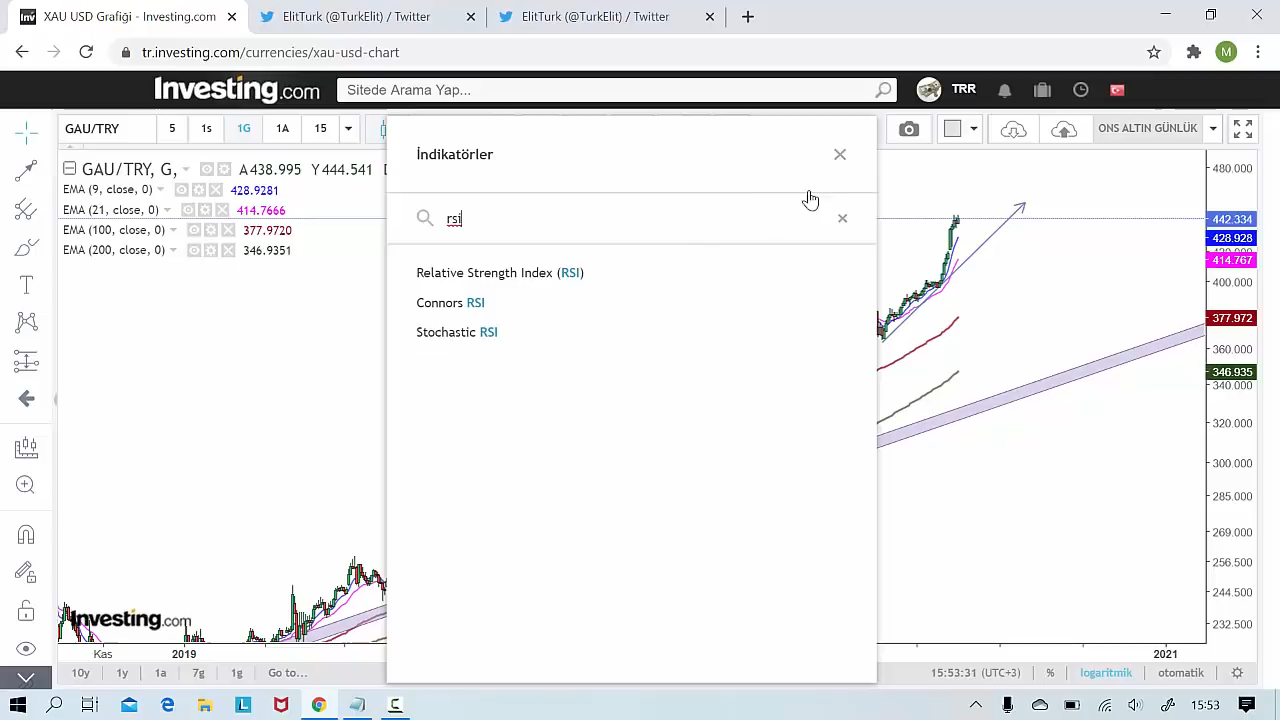 XAU USD Grafiği - Investing.com
ElitTurk (@TurkElit) / Twitter
ElitTurk (@TurkElit) / Twitter
M
tr.investing.com/currencies/xau-usd-chart
Investing.com
Sitede Arama Yap...
TRR
GAU/TRY
5
1s
1G
1A
15
ONS ALTIN GÜNLÜK
GAU/TRY, G,
A438.995
Y444.541
EMA (9, close, 0)
428.9281
EMA (21, close, 0)
414.7666
EMA (100, close, 0)
377.9720
EMA (200, close, 0)
346.9351
İndikatörler
rsi
Relative Strength Index (RSI)
Connors RSI
Stochastic RSI
480.000
442.334
428.928
414.767
400.000
377.972
360.000
346.935
340.000
320.000
300.000
285.000
269.000
256.500
244.500
232.500
Investing.com
Kas
2019
2021
10y
1y
1a
7g
1g
Go to...
15:53:31 (UTC+3)
%
logaritmik
otomatik
15:53